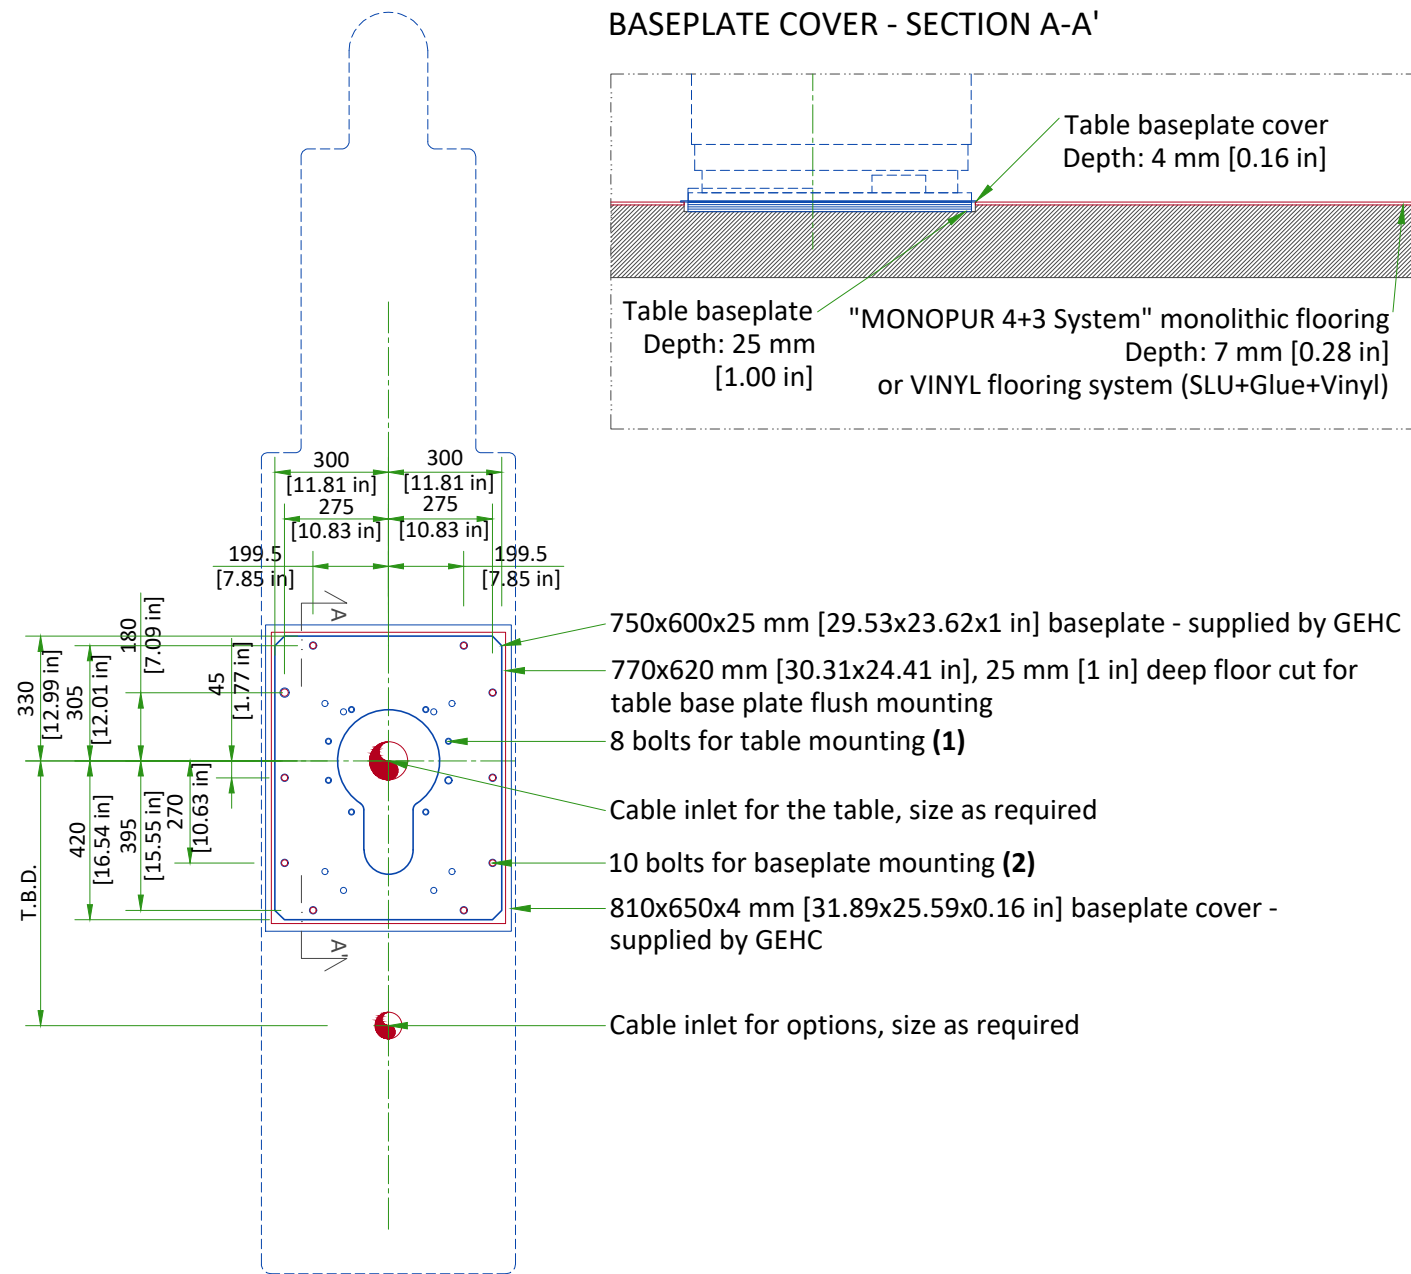 BASEPLATE COVER - SECTION A-A'
Table baseplate cover
Depth: 4 mm [0.16 in]
Table baseplate
Depth: 25 mm
[1.00 in]
"MONOPUR 4+3 System" monolithic flooring
Depth: 7 mm [0.28 in]
or VINYL flooring system (SLU+Glue+Vinyl)
300
[11.81 in]
300
[11.81 in]
275
[10.83 in]
275
[10.83 in]
199.5
[7.85 in]
199.5
[7.85 in]
A
180
[7.09 in]
45
[1.77 in]
330
[12.99 in]
305
[12.01 in]
420
[16.54 in]
395
[15.55 in]
270
[10.63 in]
T.B.D.
A'
750x600x25 mm [29.53x23.62x1 in] baseplate - supplied by GEHC
770x620 mm [30.31x24.41 in], 25 mm [1 in] deep floor cut for
table base plate flush mounting
8 bolts for table mounting (1)
Cable inlet for the table, size as required
10 bolts for baseplate mounting (2)
810x650x4 mm [31.89x25.59x0.16 in] baseplate cover -
supplied by GEHC
Cable inlet for options, size as required